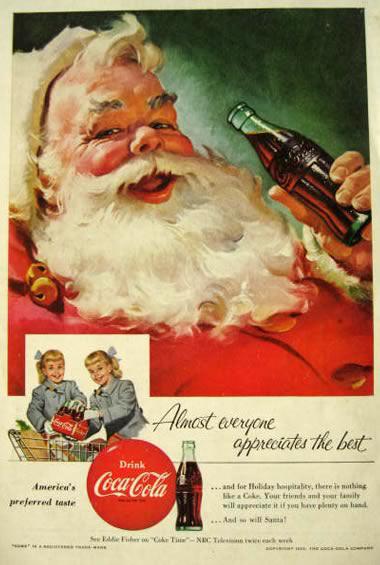 Almost everyone
appreciates the best
Coca-Cola
America's
preferred taste
Drink
Coca-Cola
...and for Holiday hospitality, there is nothing
like a Coke. Your friends and your family
will appreciate it if you have plenty on hand.
...And so will Santa!
See Eddie Fisher on "Coke Time" – NBC Television twice each week
"COKE" IS A REGISTERED TRADE-MARK
THE COCA-COLA COMPANY